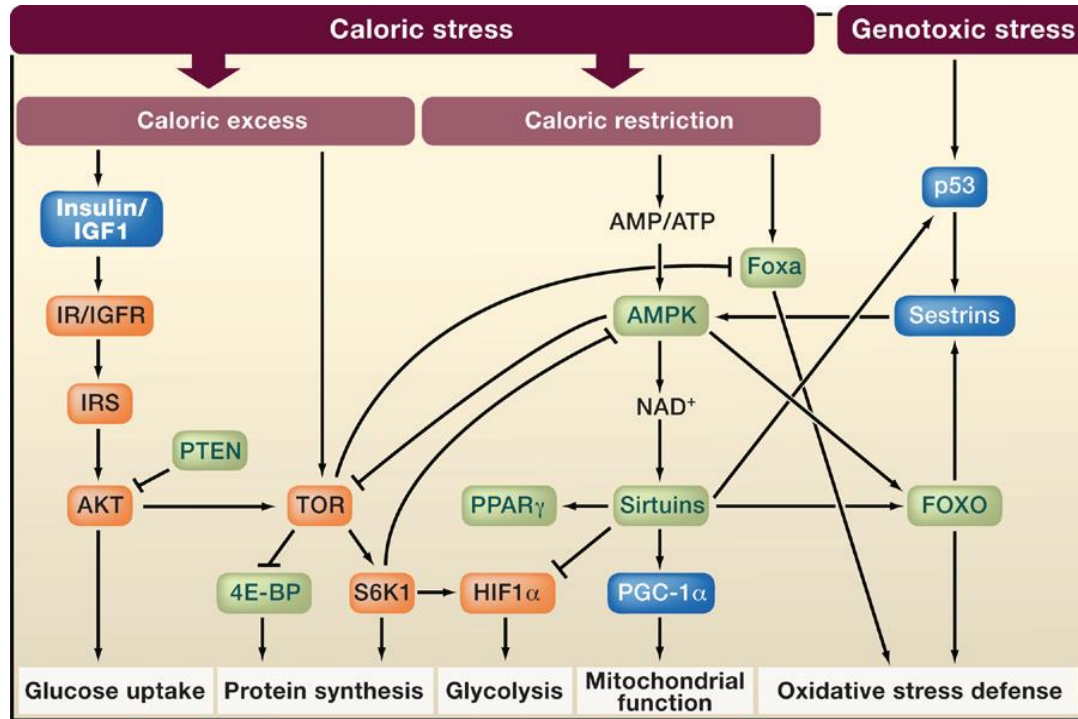 Caloric stress
Genotoxic stress
Caloric excess
Caloric restriction
Insulin/
IGF1
p53
AMP/ATP
Foxa
IR/IGFR
AMPK
Sestrins
IRS
NAD⁺
PTEN
AKT
TOR
PPARγ
Sirtuins
FOXO
4E-BP
S6K1
HIF1α
PGC-1α
Glucose uptake
Protein synthesis
Glycolysis
Mitochondrial
function
Oxidative stress defense